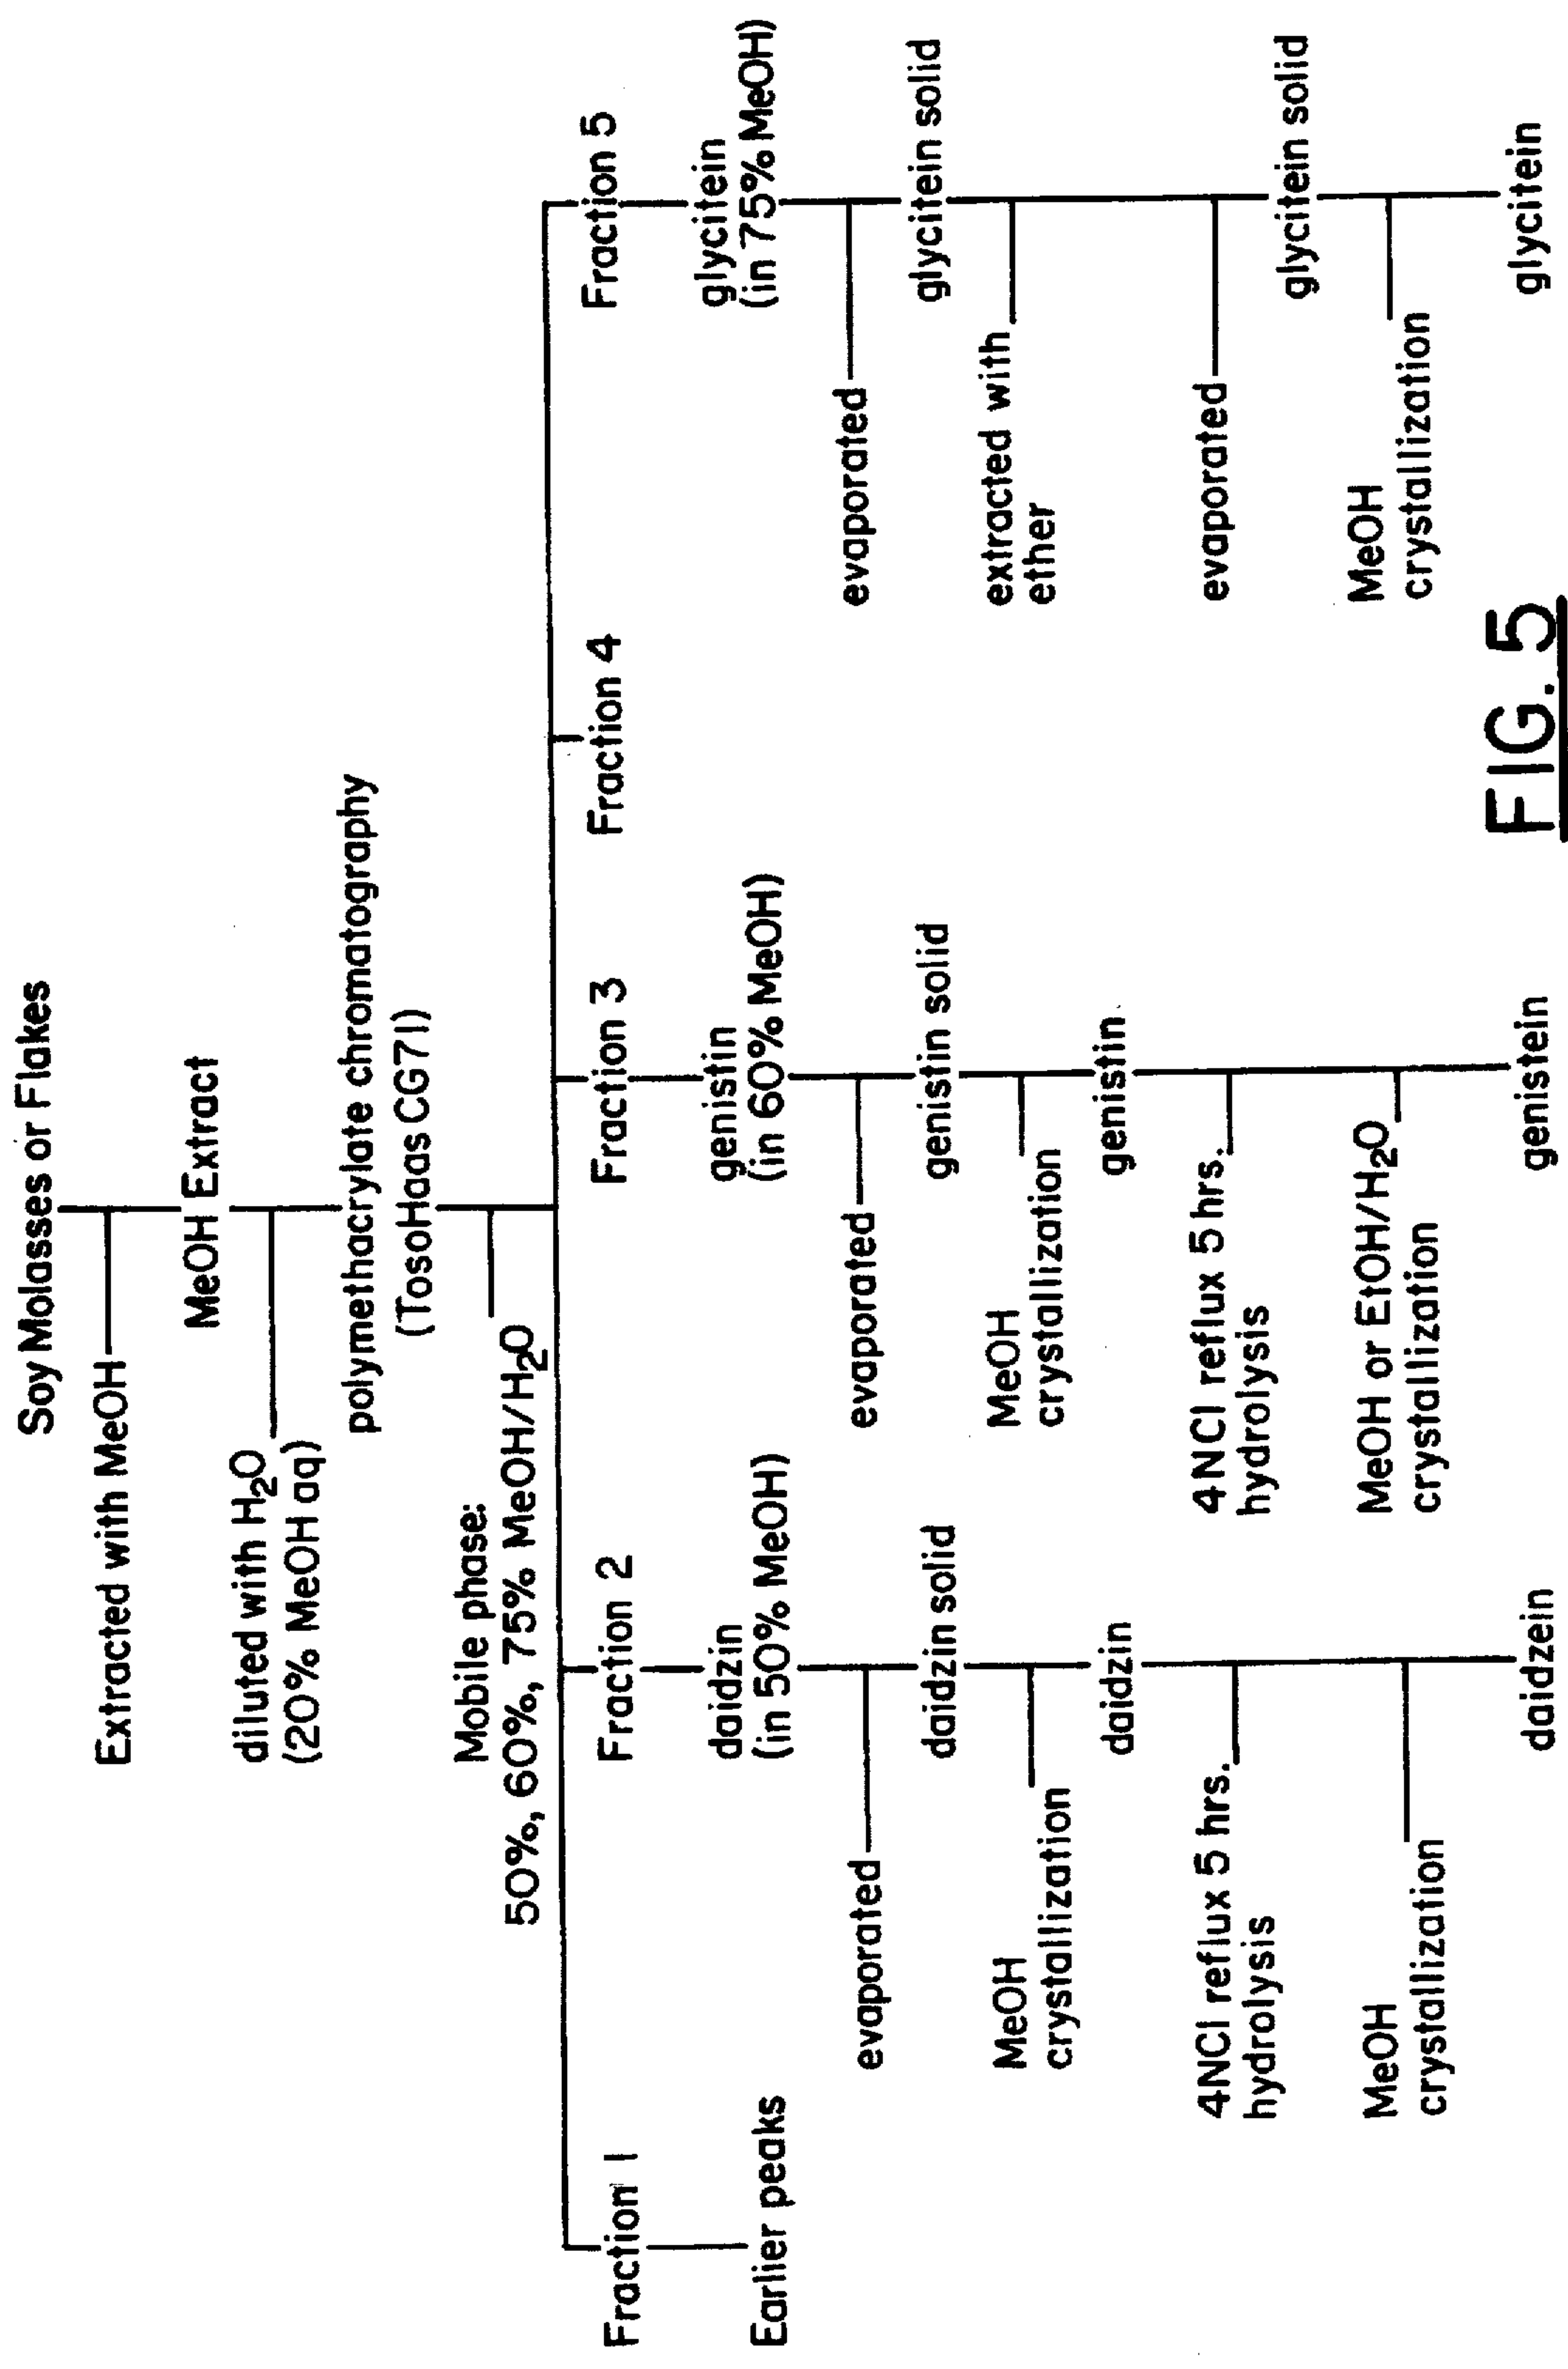 Soy Molasses or Flakes
Extracted with MeOH
MeOH Extract
diluted with H₂O
(20% MeOH aq)
polymethacrylate chromatography
(TosoHaas CG71)
Mobile phase:
50%, 60%, 75% MeOH/H₂O
Fraction 1
Earlier peaks
Fraction 2
daidzin
(in 50% MeOH)
evaporated
daidzin solid
MeOH
crystallization
daidzin
4NCl reflux 5 hrs.
hydrolysis
MeOH
crystallization
daidzein
Fraction 3
genistin
(in 60% MeOH)
evaporated
genistin solid
MeOH
crystallization
genistin
4NCl reflux 5 hrs.
hydrolysis
MeOH or EtOH/H₂O
crystallization
genistein
Fraction 4
Fraction 5
glycitein
(in 75% MeOH)
evaporated
glycitein solid
extracted with
ether
evaporated
glycitein solid
MeOH
crystallization
glycitein
FIG. 5